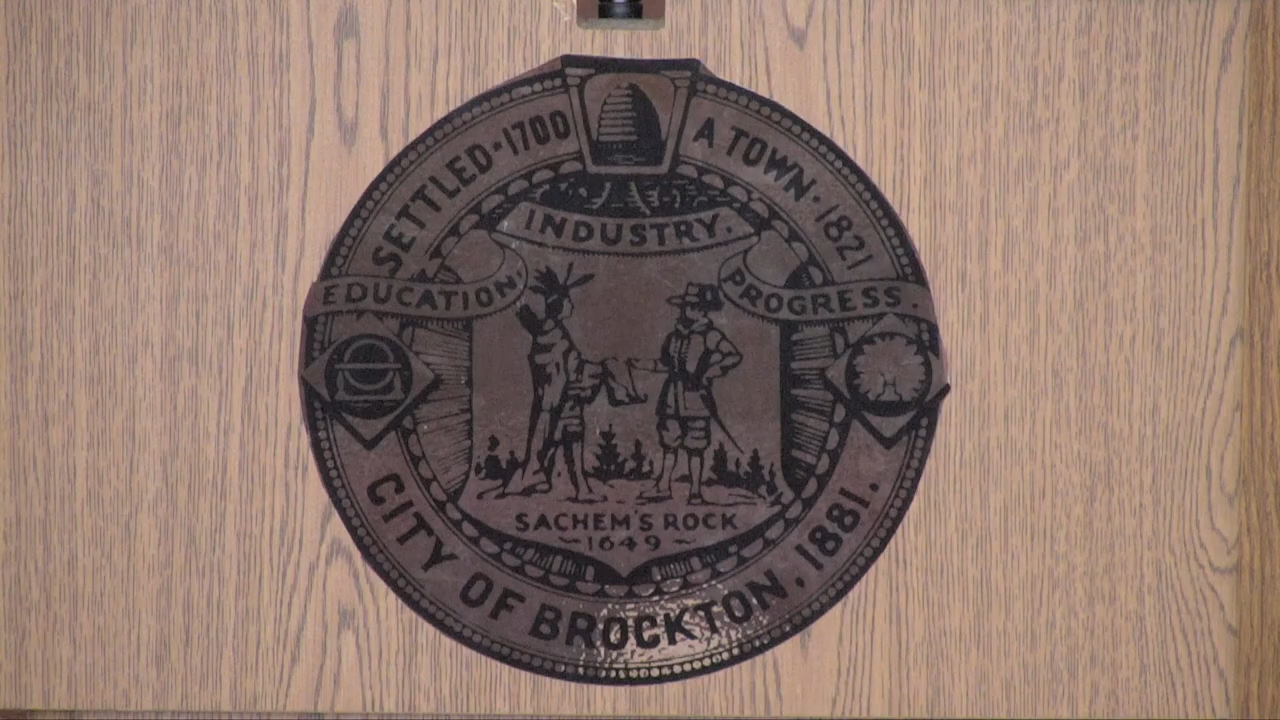 SETTLED·1700
A TOWN·1821
INDUSTRY.
EDUCATION
PROGRESS.
SACHEM'S ROCK
~1649~
CITY OF BROCKTON. 1881.